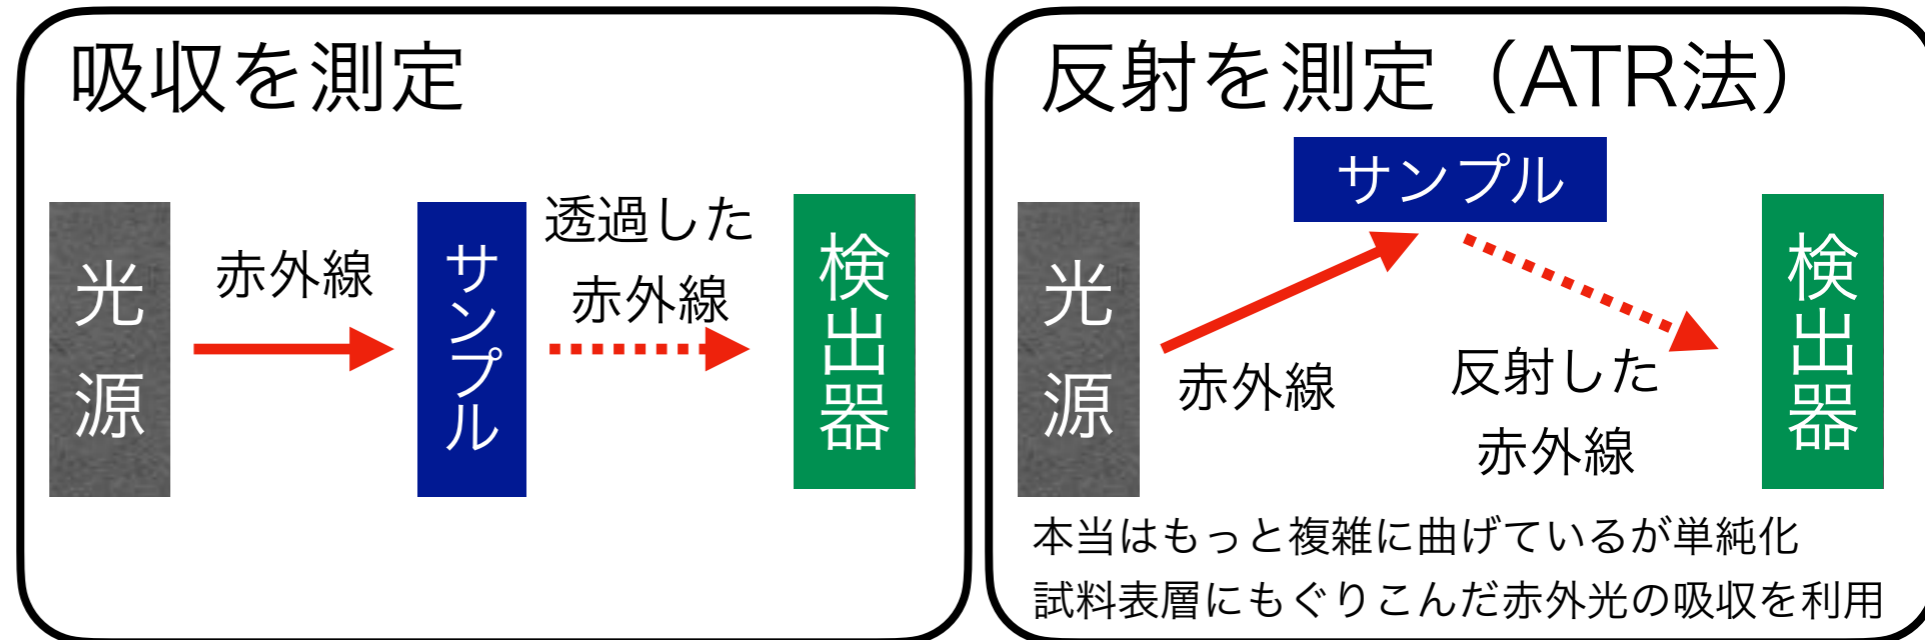 吸収を測定
光源
赤外線
サンプル
透過した
赤外線
検出器
反射を測定（ATR法）
サンプル
光源
赤外線
反射した
赤外線
検出器
本当はもっと複雑に曲げているが単純化
試料表層にもぐりこんだ赤外光の吸収を利用